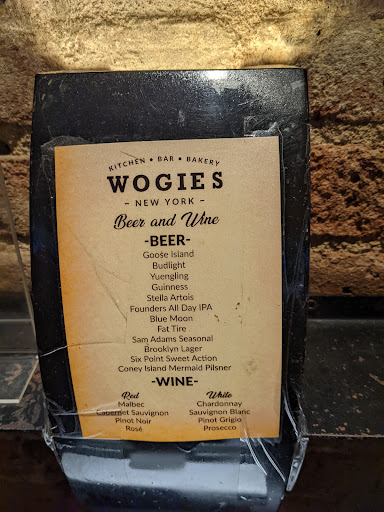 KITCHEN • BAR • BAKERY
WOGIES
- NEW YORK -
Beer and Wine
-BEER-
Goose Island
Budlight
Yuengling
Guinness
Stella Artois
Founders All Day IPA
Blue Moon
Fat Tire
Sam Adams Seasonal
Brooklyn Lager
Six Point Sweet Action
Coney Island Mermaid Pilsner
-WINE-
Red White
Malbec Chardonnay
Cabernet Sauvignon Sauvignon Blanc
Pinot Noir Pinot Grigio
Rosé Prosecco